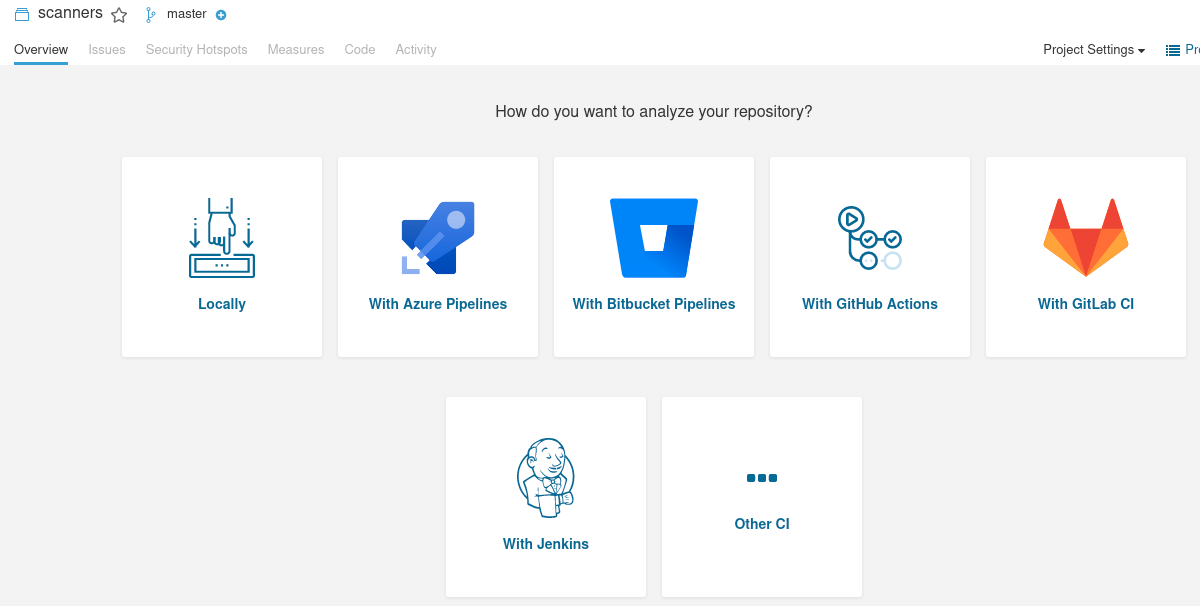 scanners master
Overview Issues Security Hotspots Measures Code Activity Project Settings Pr
How do you want to analyze your repository?
Locally With Azure Pipelines With Bitbucket Pipelines With GitHub Actions With GitLab CI
With Jenkins Other CI